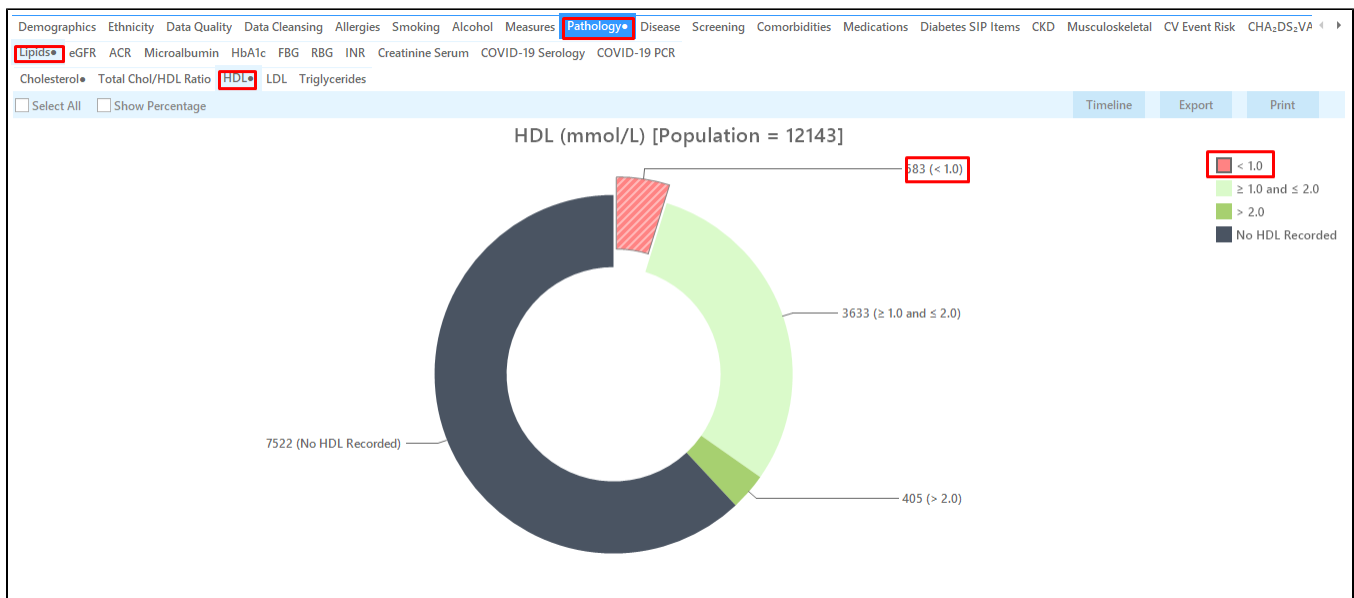 Demographics Ethnicity Data Quality Data Cleansing Allergies Smoking Alcohol Measures Pathology• Disease Screening Comorbidities Medications Diabetes SIP Items CKD Musculoskeletal CV Event Risk CHA₂DS₂VA
Lipids• eGFR ACR Microalbumin HbA1c FBG RBG INR Creatinine Serum COVID-19 Serology COVID-19 PCR
Cholesterol• Total Chol/HDL Ratio HDL• LDL Triglycerides
Select All Show Percentage Timeline Export Print
HDL (mmol/L) [Population = 12143]
583 (< 1.0)
< 1.0
≥ 1.0 and ≤ 2.0
> 2.0
No HDL Recorded
3633 (≥ 1.0 and ≤ 2.0)
7522 (No HDL Recorded)
405 (> 2.0)